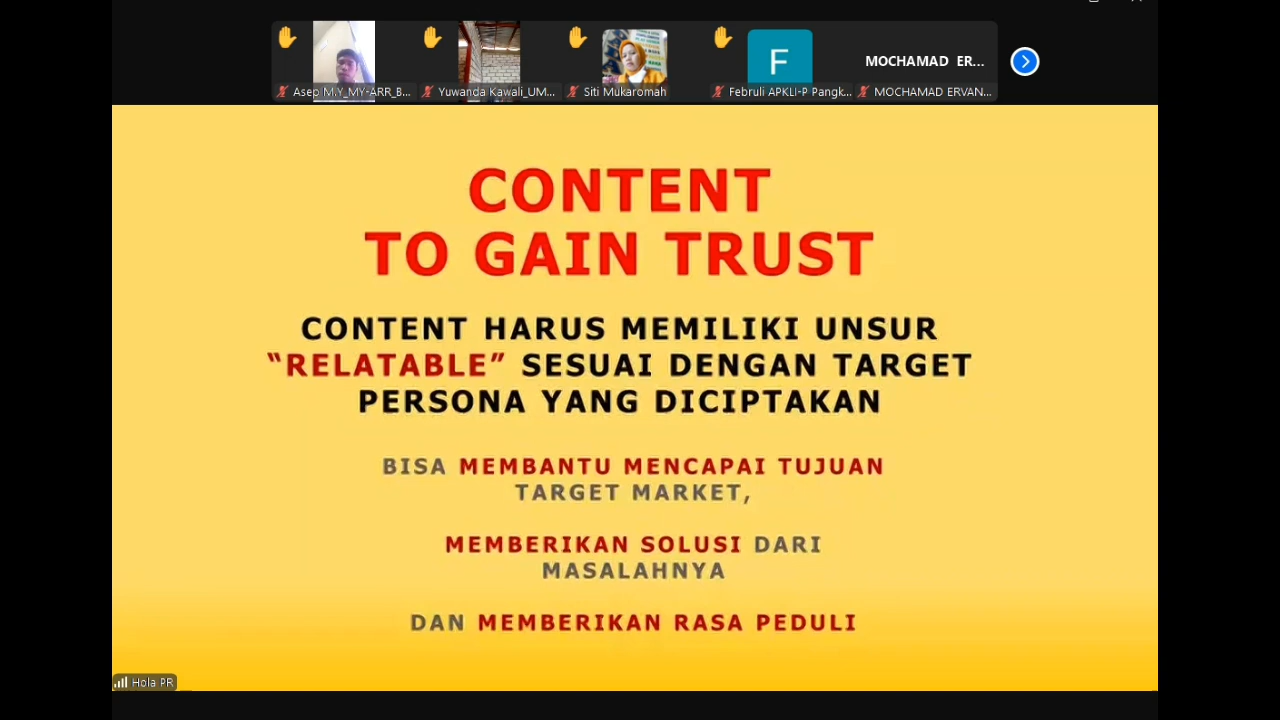 MOCHAMAD ER...
F
Asep M.Y_MY-ARR_B...
Yuwanda Kawali_UM...
Siti Mukaromah
Februli APKLI-P Pangk...
MOCHAMAD ERVAN...
CONTENT
TO GAIN TRUST
CONTENT HARUS MEMILIKI UNSUR
“RELATABLE” SESUAI DENGAN TARGET
PERSONA YANG DICIPTAKAN
BISA MEMBANTU MENCAPAI TUJUAN
TARGET MARKET,
MEMBERIKAN SOLUSI DARI
MASALAHNYA
DAN MEMBERIKAN RASA PEDULI
Hola PR